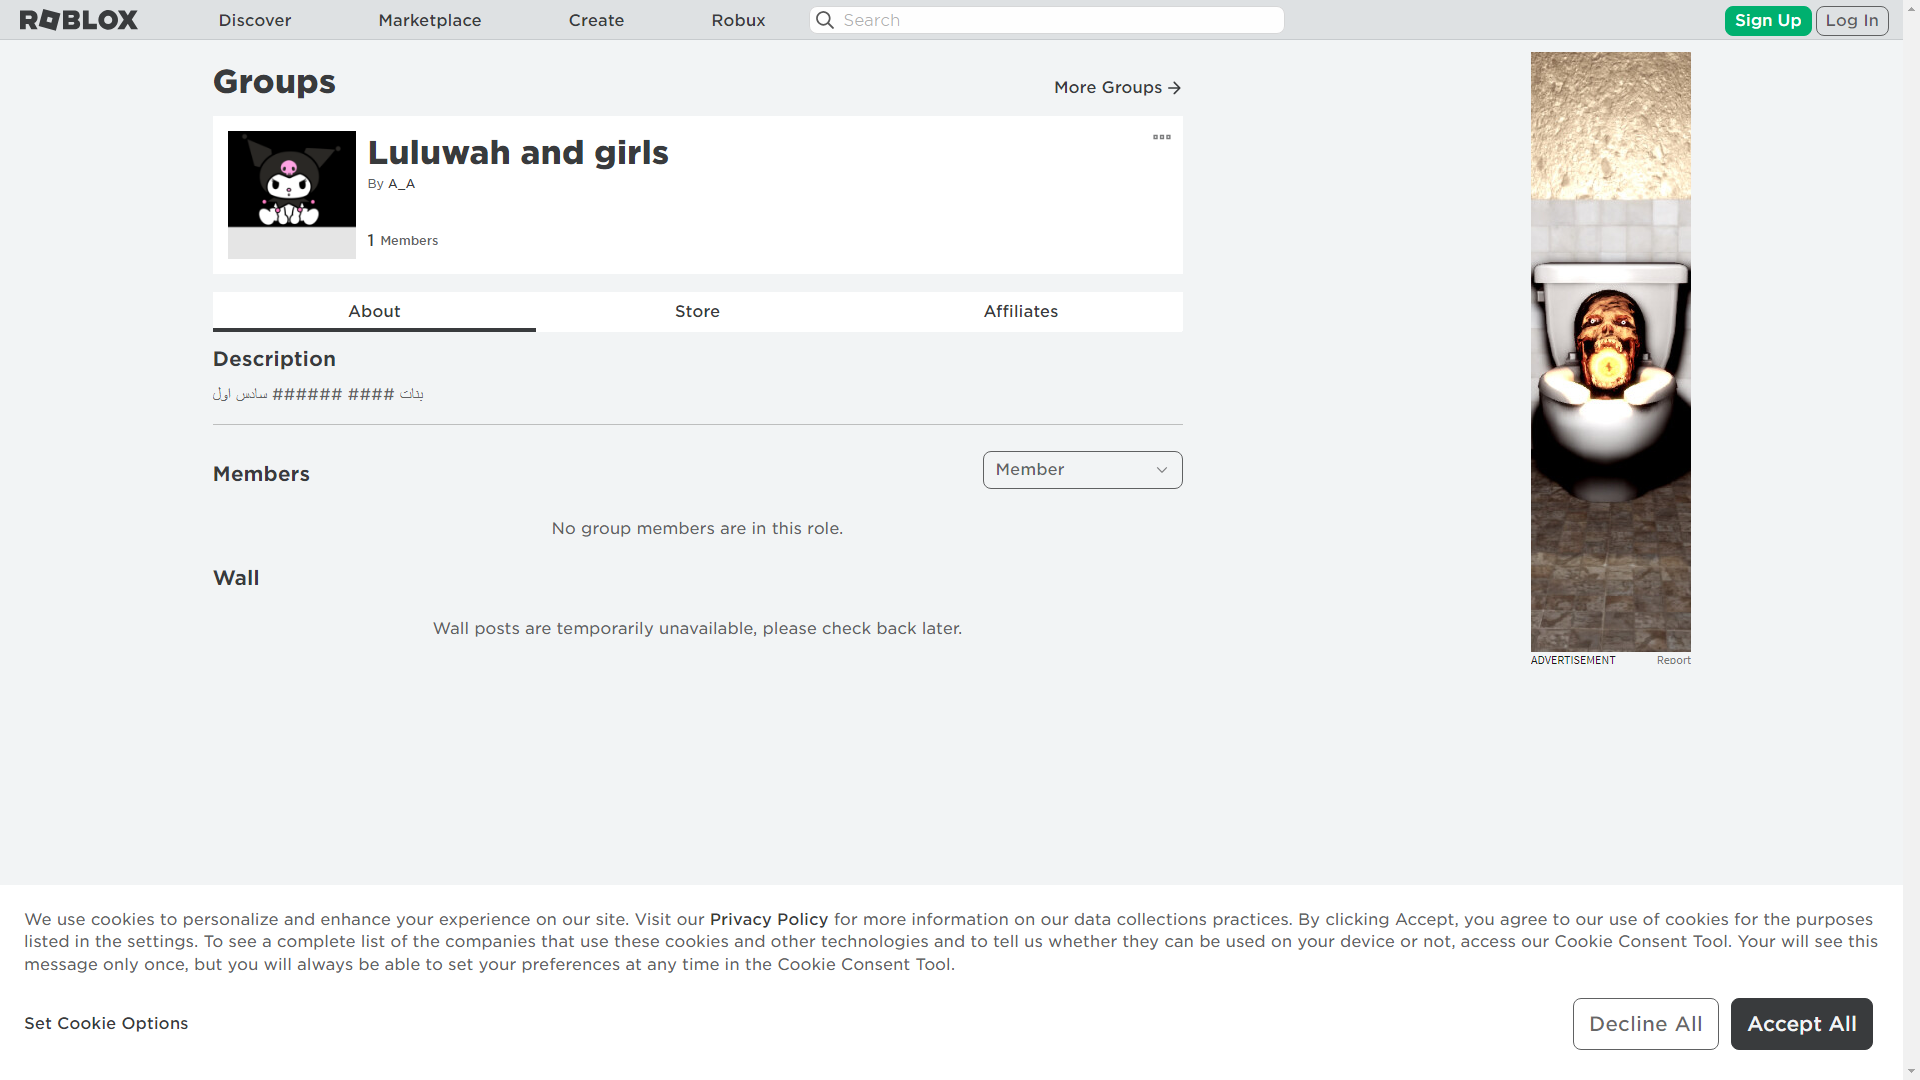 ROBLOX
Discover
Marketplace
Create
Robux
Search
Sign Up
Log In
Groups
More Groups
Luluwah and girls
By A_A
1 Members
About
Store
Affiliates
Description
بنات #### ###### سادس اول
Members
Member
No group members are in this role.
Wall
Wall posts are temporarily unavailable, please check back later.
ADVERTISEMENT
Report
We use cookies to personalize and enhance your experience on our site. Visit our Privacy Policy for more information on our data collections practices. By clicking Accept, you agree to our use of cookies for the purposes
listed in the settings. To see a complete list of the companies that use these cookies and other technologies and to tell us whether they can be used on your device or not, access our Cookie Consent Tool. Your will see this
message only once, but you will always be able to set your preferences at any time in the Cookie Consent Tool.
Set Cookie Options
Decline All
Accept All